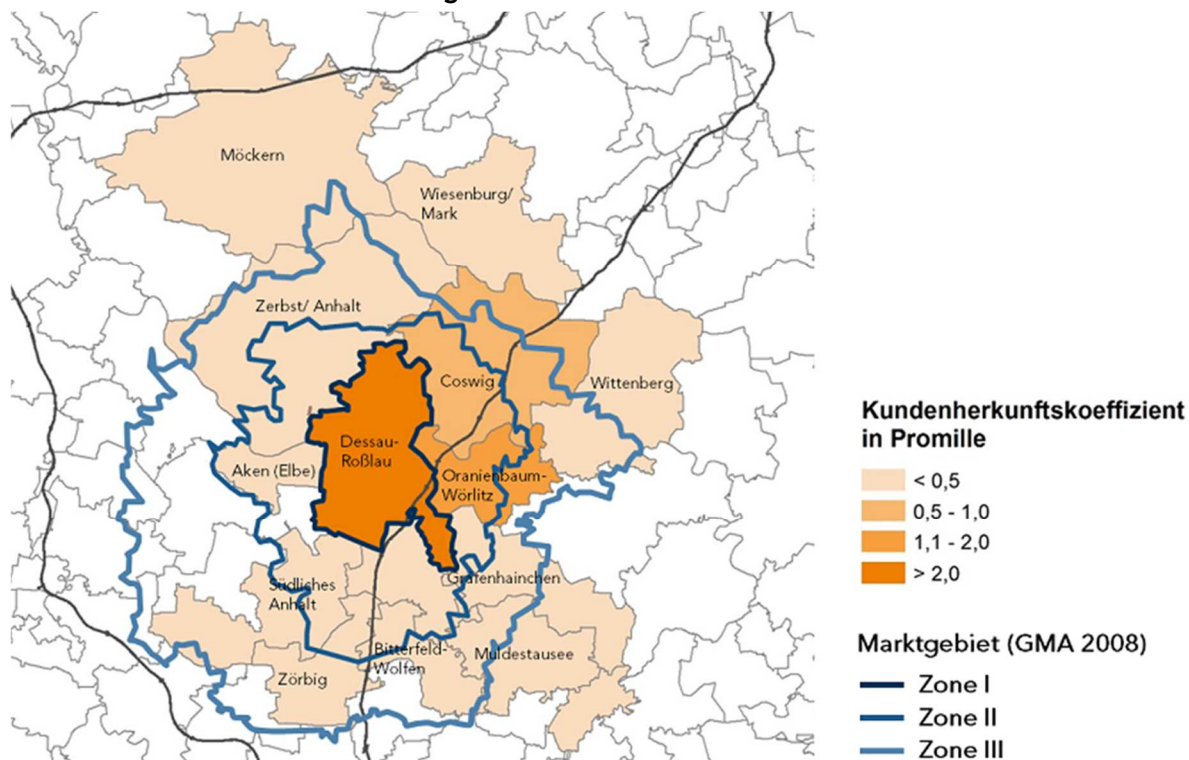 Möckern
Wiesenburg/
Mark
Zerbst/ Anhalt
Coswig
Wittenberg
Dessau-
Roßlau
Aken (Elbe)
Oranienbaum-
Wörlitz
Südliches
Anhalt
Gräfenhainchen
Bitterfeld-
Wolfen
Muldestausee
Zörbig
Kundenherkunftskoeffizient
in Promille
< 0,5
0,5 - 1,0
1,1 - 2,0
> 2,0
Marktgebiet (GMA 2008)
Zone I
Zone II
Zone III